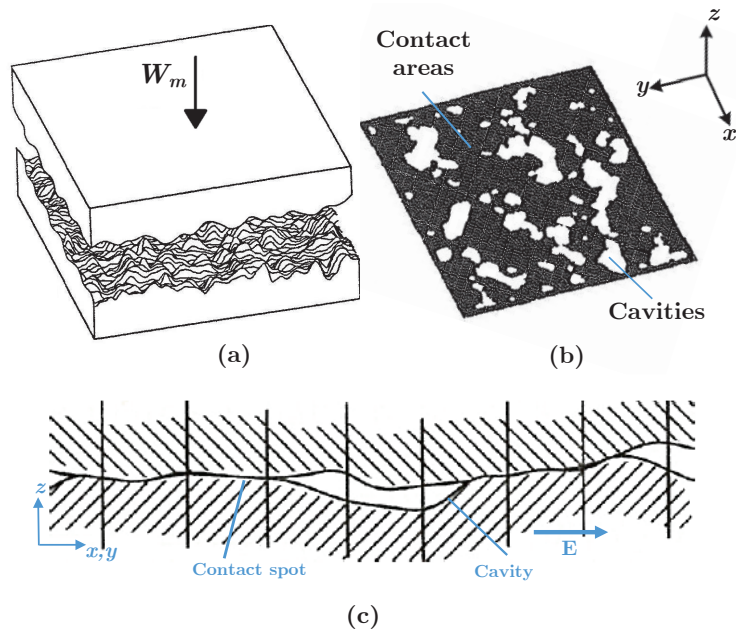 W_m
(a)
Contact
areas
z
y
x
Cavities
(b)
z
x,y
Contact spot
Cavity
E
(c)